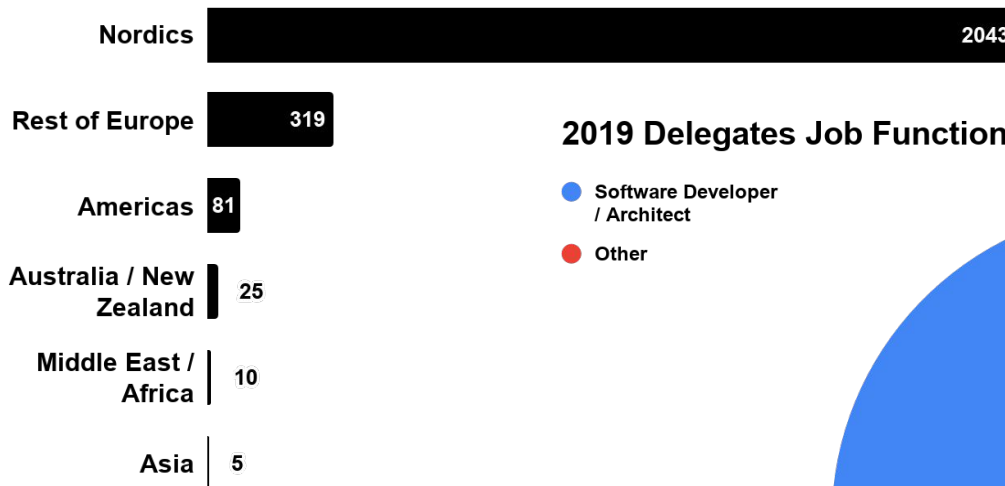 Nordics
2043
Rest of Europe
319
Americas
81
Australia / New
Zealand
25
Middle East /
Africa
10
Asia
5
2019 Delegates Job Function
Software Developer
/ Architect
Other